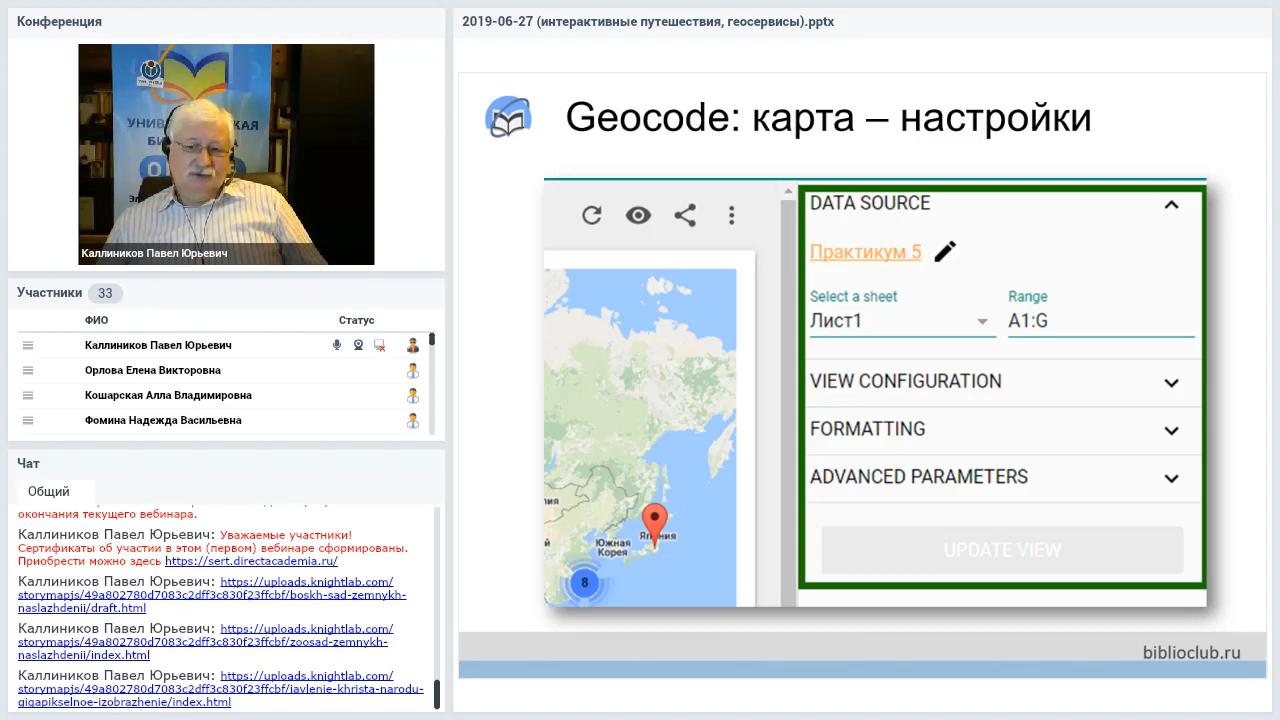 Конференция
УНИВ
СКАЯ
БИ
А
О
Эл
Каллиников Павел Юрьевич
Участники 33
ФИО Статус
Каллиников Павел Юрьевич
Орлова Елена Викторовна
Кошарская Алла Владимировна
Фомина Надежда Васильевна
Чат
Общий
окончания текущего вебинара.
Каллиников Павел Юрьевич: Уважаемые участники!
Сертификаты об участии в этом (первом) вебинаре сформированы.
Приобрести можно здесь https://sert.directacademia.ru/
Каллиников Павел Юрьевич: https://uploads.knightlab.com/
storymapjs/49a802780d7083c2dff3c830f23ffcbf/boskh-sad-zemnykh-
naslazhdenii/draft.html
Каллиников Павел Юрьевич: https://uploads.knightlab.com/
storymapjs/49a802780d7083c2dff3c830f23ffcbf/zoosad-zemnykh-
naslazhdenii/index.html
Каллиников Павел Юрьевич: https://uploads.knightlab.com/
storymapjs/49a802780d7083c2dff3c830f23ffcbf/iavlenie-khrista-narodu-
gigapikselnoe-izobrazhenie/index.html
2019-06-27 (интерактивные путешествия, геосервисы).pptx
Geocode: карта – настройки
лия
й
Южная
Корея
Япония
8
DATA SOURCE
Практикум 5
Select a sheet Range
Лист1 A1:G
VIEW CONFIGURATION
FORMATTING
ADVANCED PARAMETERS
UPDATE VIEW
biblioclub.ru